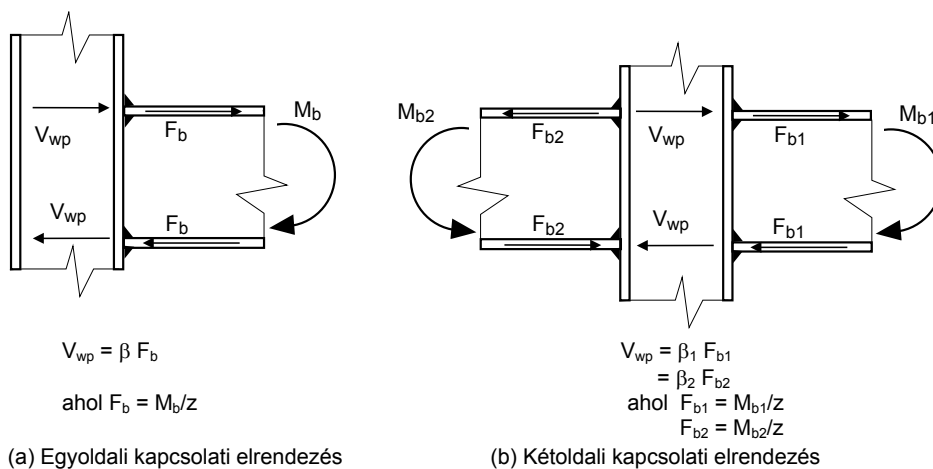 V_wp
F_b
M_b
V_wp
F_b
V_wp = β F_b
ahol F_b = M_b/z
(a) Egyoldali kapcsolati elrendezés
M_b2
F_b2
V_wp
F_b1
M_b1
F_b2
V_wp
F_b1
V_wp = β_1 F_b1
= β_2 F_b2
ahol F_b1 = M_b1/z
F_b2 = M_b2/z
(b) Kétoldali kapcsolati elrendezés